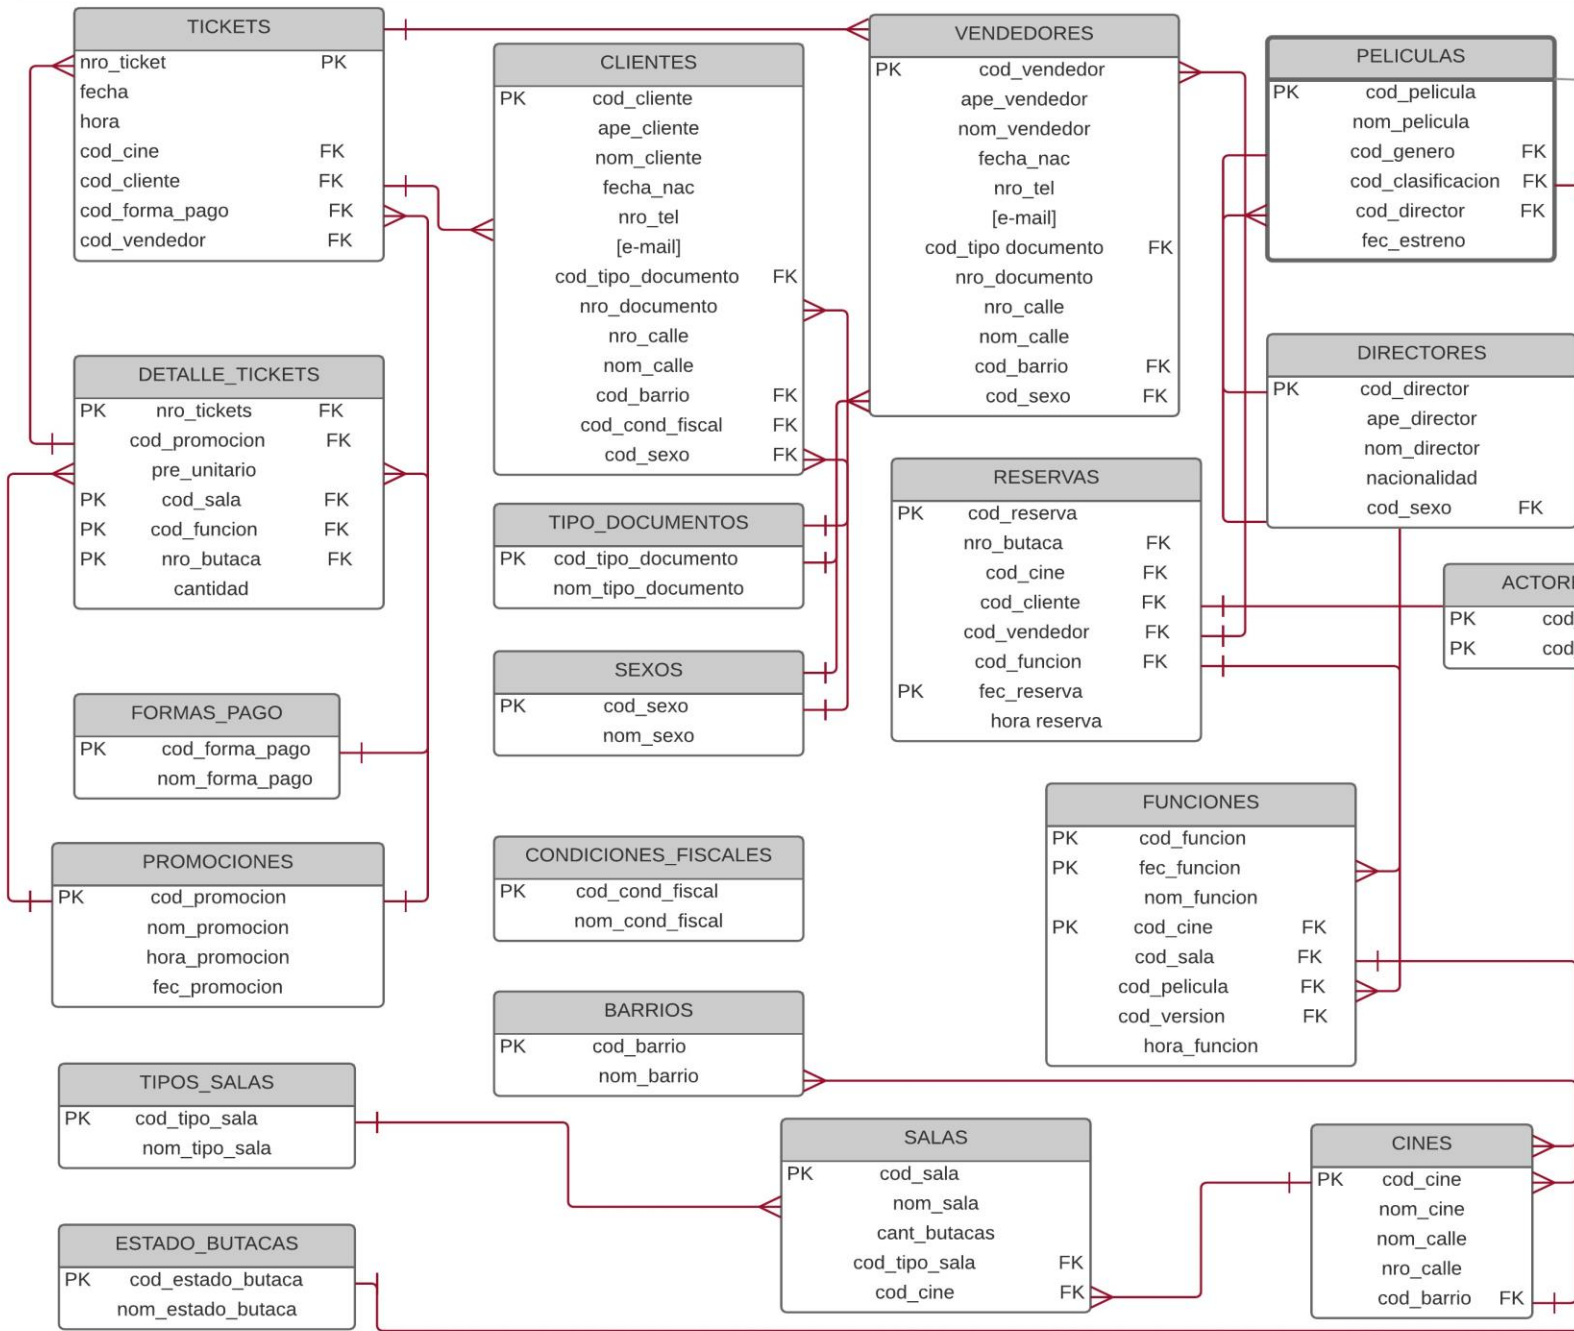 TICKETS
nro_ticket PK
fecha
hora
cod_cine FK
cod_cliente FK
cod_forma_pago FK
cod_vendedor FK
DETALLE_TICKETS
PK nro_tickets FK
cod_promocion FK
pre_unitario
PK cod_sala FK
PK cod_funcion FK
PK nro_butaca FK
cantidad
FORMAS_PAGO
PK cod_forma_pago
nom_forma_pago
PROMOCIONES
PK cod_promocion
nom_promocion
hora_promocion
fec_promocion
TIPOS_SALAS
PK cod_tipo_sala
nom_tipo_sala
ESTADO_BUTACAS
PK cod_estado_butaca
nom_estado_butaca
CLIENTES
PK cod_cliente
ape_cliente
nom_cliente
fecha_nac
nro_tel
[e-mail]
cod_tipo_documento FK
nro_documento
nro_calle
nom_calle
cod_barrio FK
cod_cond_fiscal FK
cod_sexo FK
TIPO_DOCUMENTOS
PK cod_tipo_documento
nom_tipo_documento
SEXOS
PK cod_sexo
nom_sexo
CONDICIONES_FISCALES
PK cod_cond_fiscal
nom_cond_fiscal
BARRIOS
PK cod_barrio
nom_barrio
VENDEDORES
PK cod_vendedor
ape_vendedor
nom_vendedor
fecha_nac
nro_tel
[e-mail]
cod_tipo documento FK
nro_documento
nro_calle
nom_calle
cod_barrio FK
cod_sexo FK
RESERVAS
PK cod_reserva
nro_butaca FK
cod_cine FK
cod_cliente FK
cod_vendedor FK
cod_funcion FK
PK fec_reserva
hora reserva
FUNCIONES
PK cod_funcion
PK fec_funcion
nom_funcion
PK cod_cine FK
cod_sala FK
cod_pelicula FK
cod_version FK
hora_funcion
SALAS
PK cod_sala
nom_sala
cant_butacas
cod_tipo_sala FK
cod_cine FK
PELICULAS
PK cod_pelicula
nom_pelicula
cod_genero FK
cod_clasificacion FK
cod_director FK
fec_estreno
DIRECTORES
PK cod_director
ape_director
nom_director
nacionalidad
cod_sexo FK
PK cod
PK cod
CINES
PK cod_cine
nom_cine
nom_calle
nro_calle
cod_barrio FK